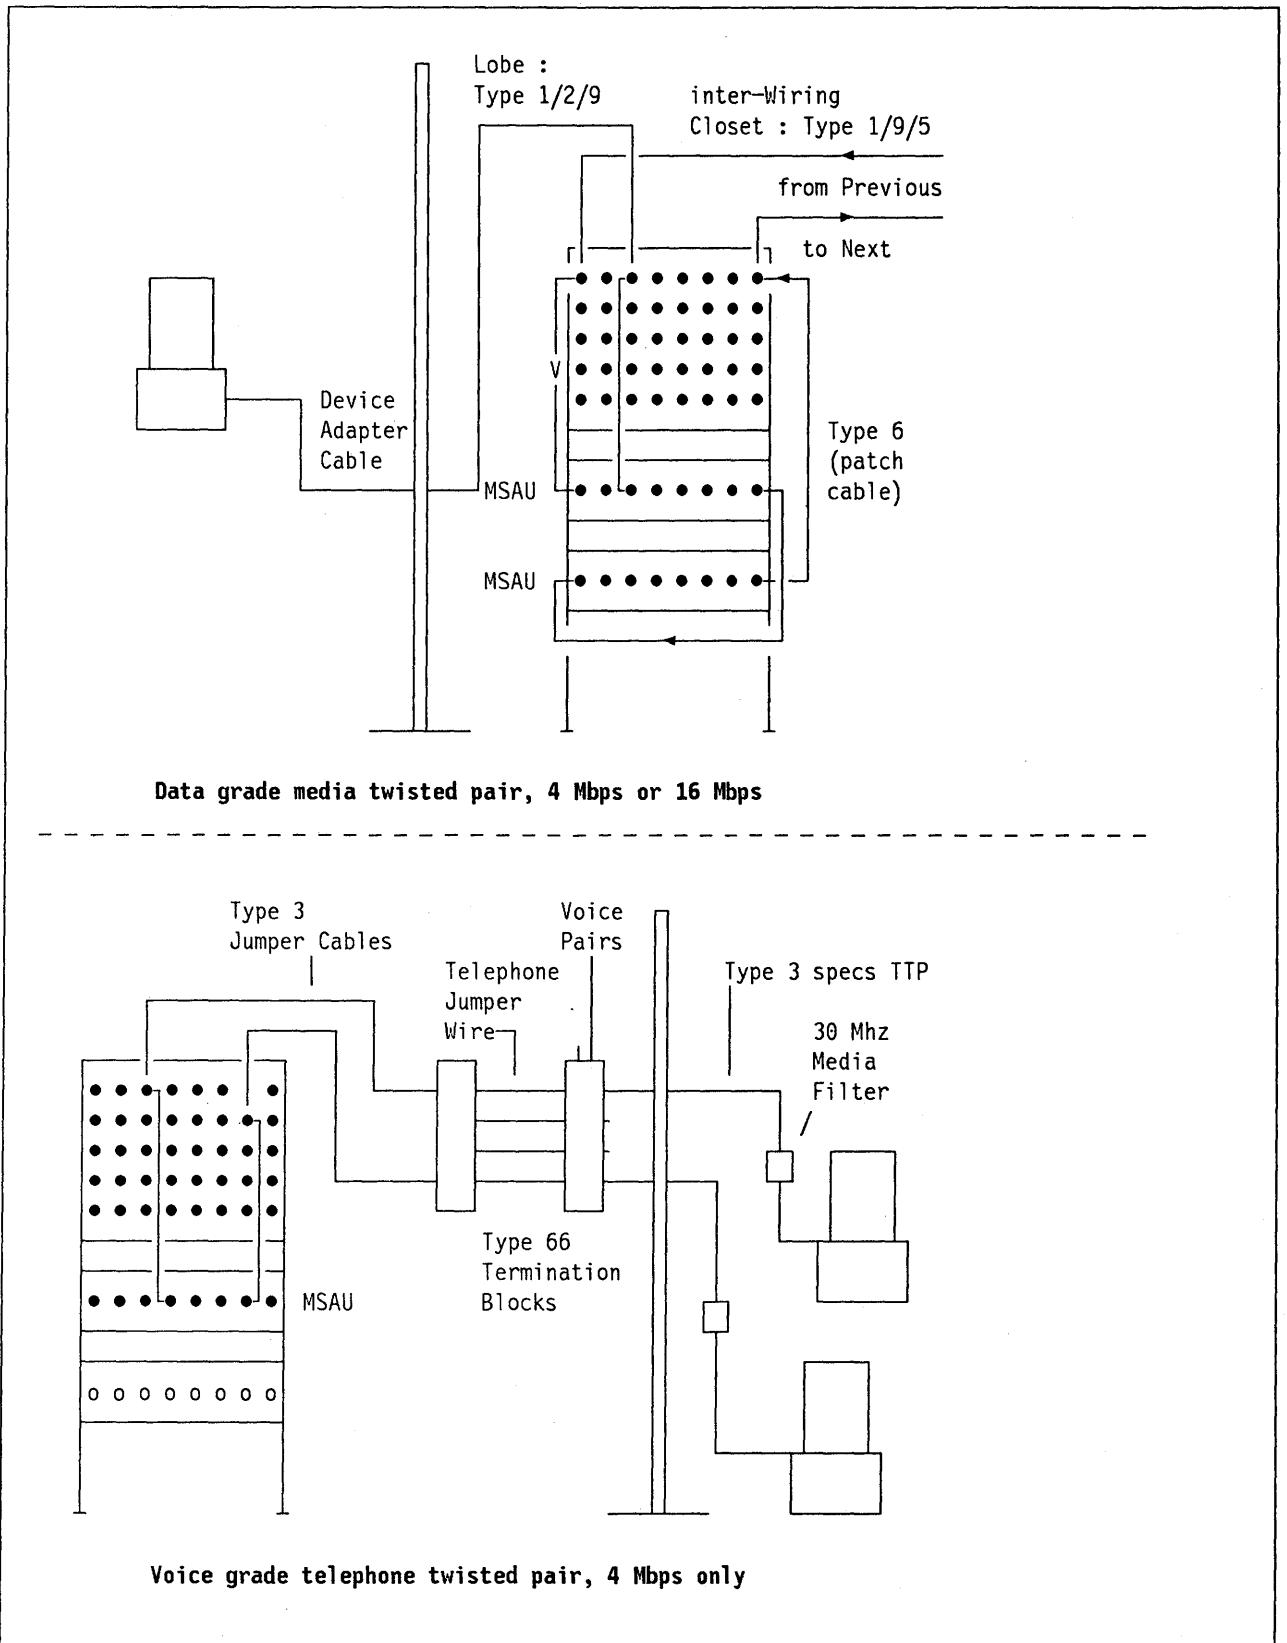 Lobe :
Type 1/2/9
inter-Wiring
Closet : Type 1/9/5
from Previous
to Next
V
Device
Adapter
Cable
Type 6
(patch
cable)
MSAU
MSAU
Data grade media twisted pair, 4 Mbps or 16 Mbps
Type 3
Jumper Cables
Voice
Pairs
Telephone
Jumper
Wire
Type 3 specs TTP
30 Mhz
Media
Filter
Type 66
Termination
Blocks
MSAU
o o o o o o o o
Voice grade telephone twisted pair, 4 Mbps only